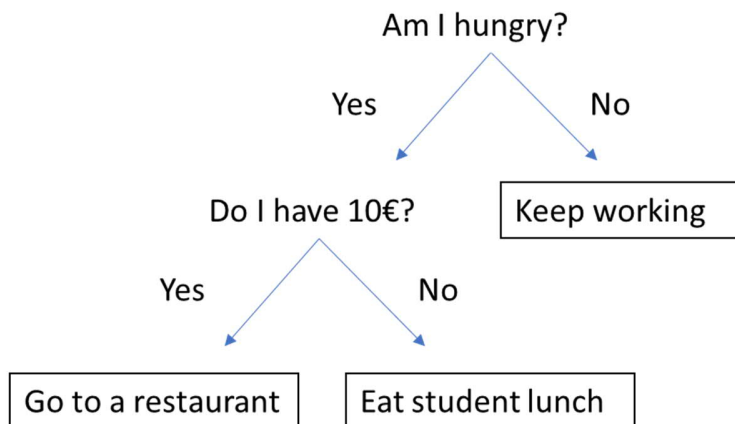 Am I hungry?
Yes
No
Do I have 10€?
Keep working
Yes
No
Go to a restaurant
Eat student lunch